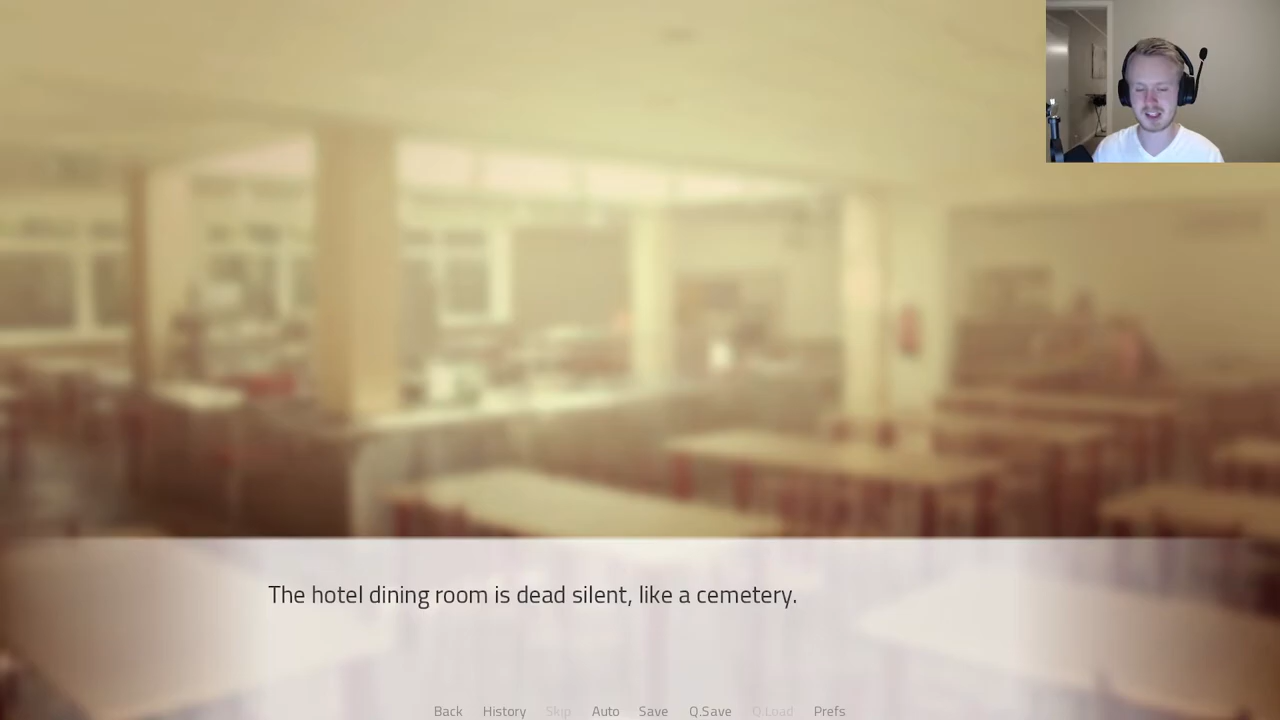 The hotel dining room is dead silent, like a cemetery.
Back History Skip Auto Save Q.Save Q.Load Prefs